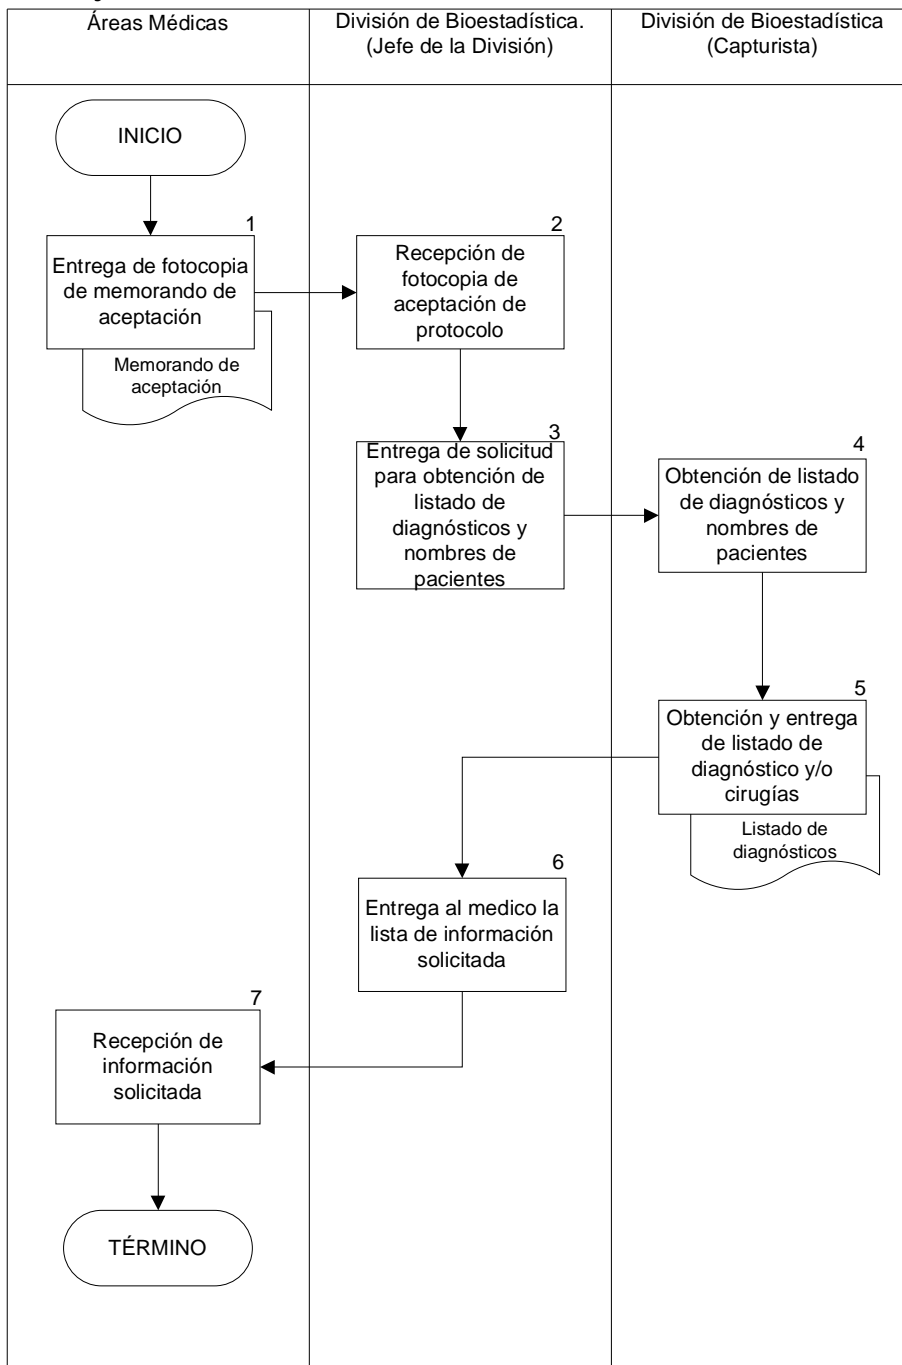 Áreas Médicas
División de Bioestadística.
(Jefe de la División)
División de Bioestadística
(Capturista)
INICIO
1
Entrega de fotocopia
de memorando de
aceptación
Memorando de
aceptación
2
Recepción de
fotocopia de
aceptación de
protocolo
3
Entrega de solicitud
para obtención de
listado de
diagnósticos y
nombres de
pacientes
4
Obtención de listado
de diagnósticos y
nombres de
pacientes
5
Obtención y entrega
de listado de
diagnóstico y/o
cirugías
Listado de
diagnósticos
6
Entrega al medico la
lista de información
solicitada
7
Recepción de
información
solicitada
TÉRMINO